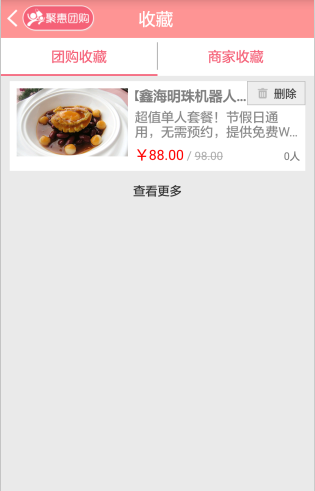 聚惠团购
收藏
团购收藏
商家收藏
【鑫海明珠机器人...
删除
超值单人套餐！节假日通
用，无需预约，提供免费W...
￥88.00 / 98.00
0人
查看更多